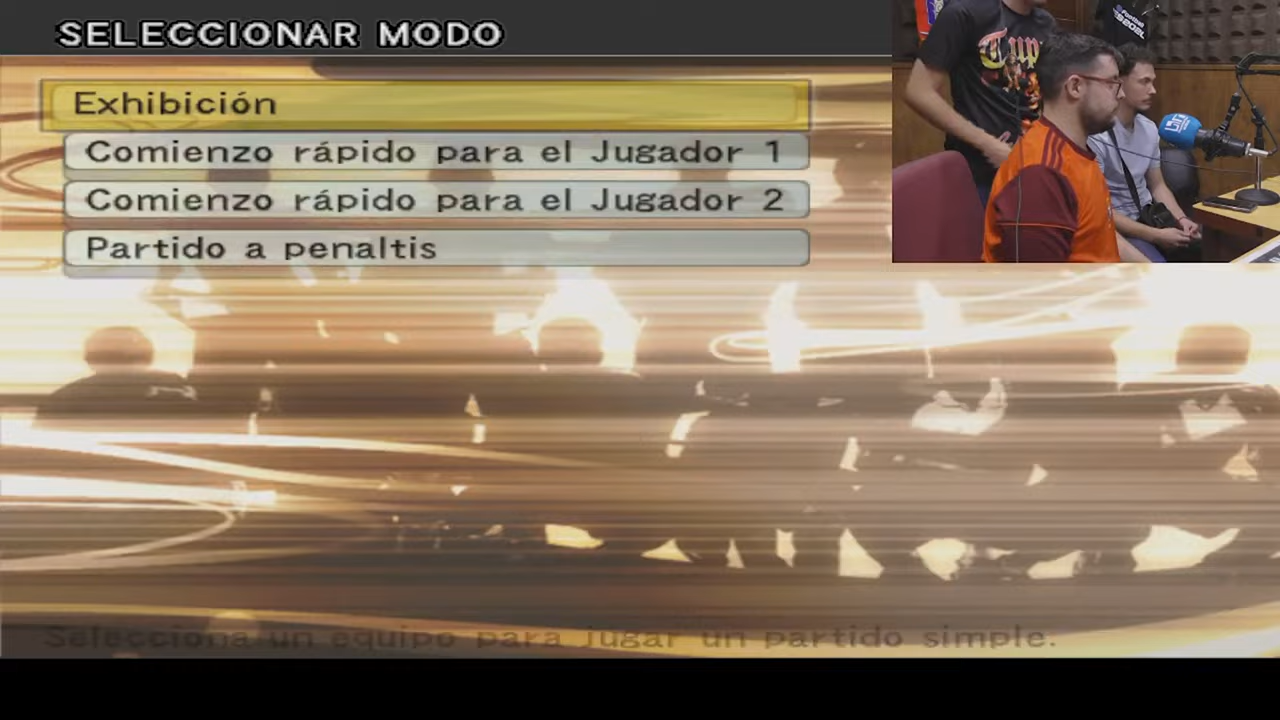 SELECCIONAR MODO
Exhibición
Comienzo rápido para el Jugador 1
Comienzo rápido para el Jugador 2
Partido a penaltis
Selecciona un equipo para jugar un partido simple.